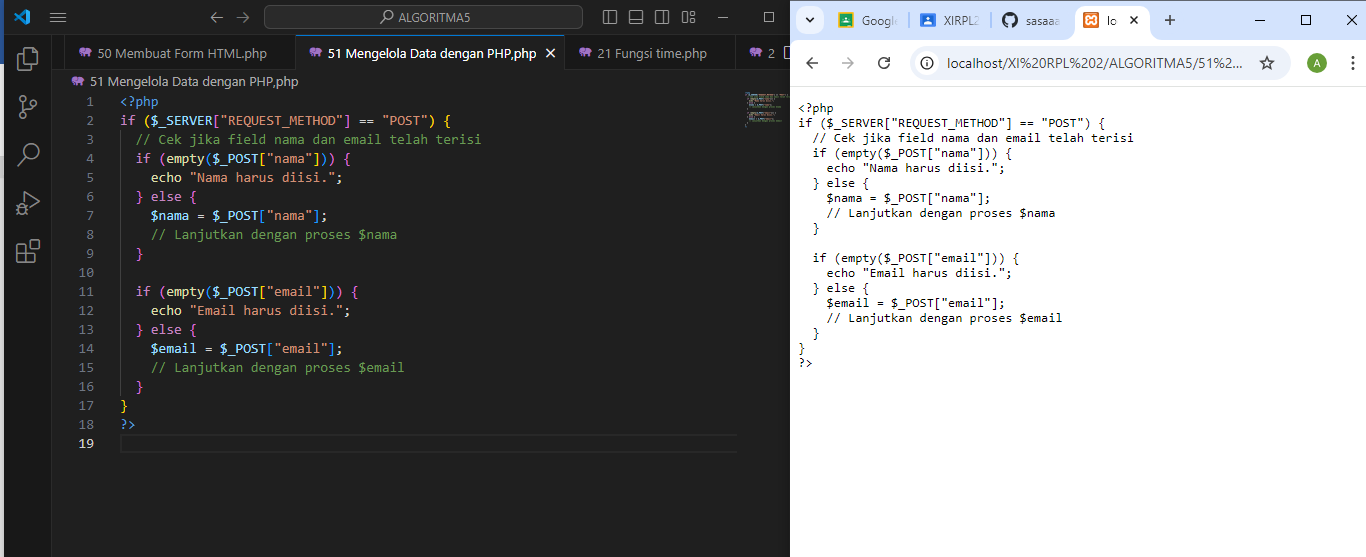 ALGORITMA5
50 Membuat Form HTML.php
51 Mengelola Data dengan PHP,php
21 Fungsi time.php
2
51 Mengelola Data dengan PHP,php
1 <?php
2 if ($_SERVER["REQUEST_METHOD"] == "POST") {
3   // Cek jika field nama dan email telah terisi
4   if (empty($_POST["nama"])) {
5     echo "Nama harus diisi.";
6   } else {
7     $nama = $_POST["nama"];
8     // Lanjutkan dengan proses $nama
9   }
10
11   if (empty($_POST["email"])) {
12     echo "Email harus diisi.";
13   } else {
14     $email = $_POST["email"];
15     // Lanjutkan dengan proses $email
16   }
17 }
18 ?>
19
Google
XIRPL2
sasaaa
lo
localhost/XI%20RPL%202/ALGORITMA5/51%2...
A
<?php
if ($_SERVER["REQUEST_METHOD"] == "POST") {
  // Cek jika field nama dan email telah terisi
  if (empty($_POST["nama"])) {
    echo "Nama harus diisi.";
  } else {
    $nama = $_POST["nama"];
    // Lanjutkan dengan proses $nama
  }

  if (empty($_POST["email"])) {
    echo "Email harus diisi.";
  } else {
    $email = $_POST["email"];
    // Lanjutkan dengan proses $email
  }
}
?>